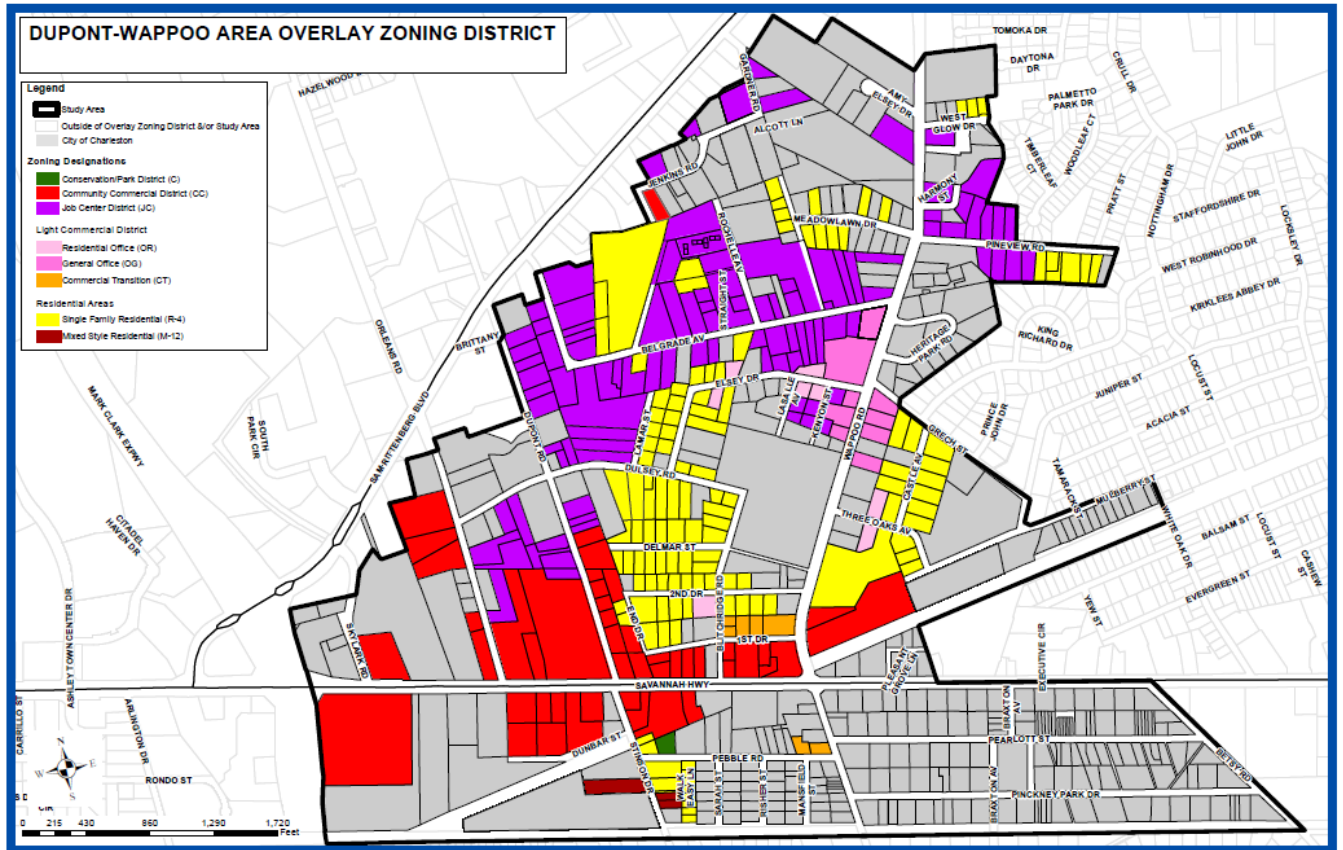 DUPONT-WAPPOO AREA OVERLAY ZONING DISTRICT
Legend
Study Area
Outside of Overlay Zoning District &/or Study Area
City of Charleston
Zoning Designations
Conservation/Park District (C)
Community Commercial District (CC)
Job Center District (JC)
Light Commercial District
Residential Office (OR)
General Office (OG)
Commercial Transition (CT)
Residential Areas
Single Family Residential (R-4)
Mixed Style Residential (M-12)
GARDNER RD
ALCOTT LN
AMY
ELSEY DR
WEST
GLOW DR
TOMOKA DR
DAYTONA
DR
CRULL DR
PALMETTO
PARK DR
WOODLEAF CT
TIMBERLEAF
CT
LITTLE
JOHN DR
PRATT ST
NOTTINGHAM DR
STAFFORDSHIRE DR
LOCKSLEY DR
JENKINS RD
HARMONY
ST
MEADOWLAWN DR
PINEVIEW RD
WEST ROBINHOOD DR
KIRKLEES ABBEY DR
ROCHELLE AV
STRAIGHT ST
BELGRADE AV
BRITTANY
ST
ORLEANS RD
SAM RITTENBERG BLVD
HERITAGE
PARK RD
KING
RICHARD DR
JUNIPER ST
LOCUST ST
ACACIA ST
PRINCE
JOHN DR
MARK CLARK EXPWY
SOUTH
PARK CIR
ELSEY DR
LASALLE
AV
KENYON ST
WAPPOO RD
GRECH ST
LAMAR ST
DUPONT RD
DULSEY RD
CASTLE AV
THREE OAKS AV
TAMARACK ST
MULBERRY ST
WHITE OAK DR
BALSAM ST
LOCUST ST
CASHEW
ST
EVERGREEN ST
YEW ST
CITADEL
HAVEN DR
DELMAR ST
2ND DR
END DR
BLITCHRIDGE RD
1ST DR
SKYLARK RD
ASHLEY TOWN CENTER DR
SAVANNAH HWY
PLEASANT
GROVE LN
EXECUTIVE CIR
BRAXTON
AV
CARRILLO ST
ARLINGTON DR
DUNBAR ST
STINSON DR
PEBBLE RD
PEARLOTT ST
BETSY RD
RONDO ST
WALK
EASY LN
SARAH ST
RISHER ST
MANSFIELD
ST
BRAXTON AV
PINCKNEY PARK DR
N
W E
S
CIR
0 215 430 860 1,290 1,720
Feet